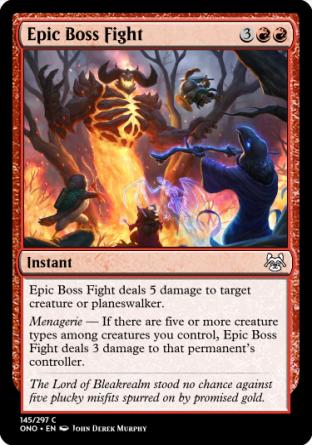 Epic Boss Fight 3
Instant
Epic Boss Fight deals 5 damage to target
creature or planeswalker.
Menagerie — If there are five or more creature
types among creatures you control, Epic Boss
Fight deals 3 damage to that permanent's
controller.
The Lord of Bleakrealm stood no chance against
five plucky misfits spurred on by promised gold.
145/297 C
ONO • EN John Derek Murphy